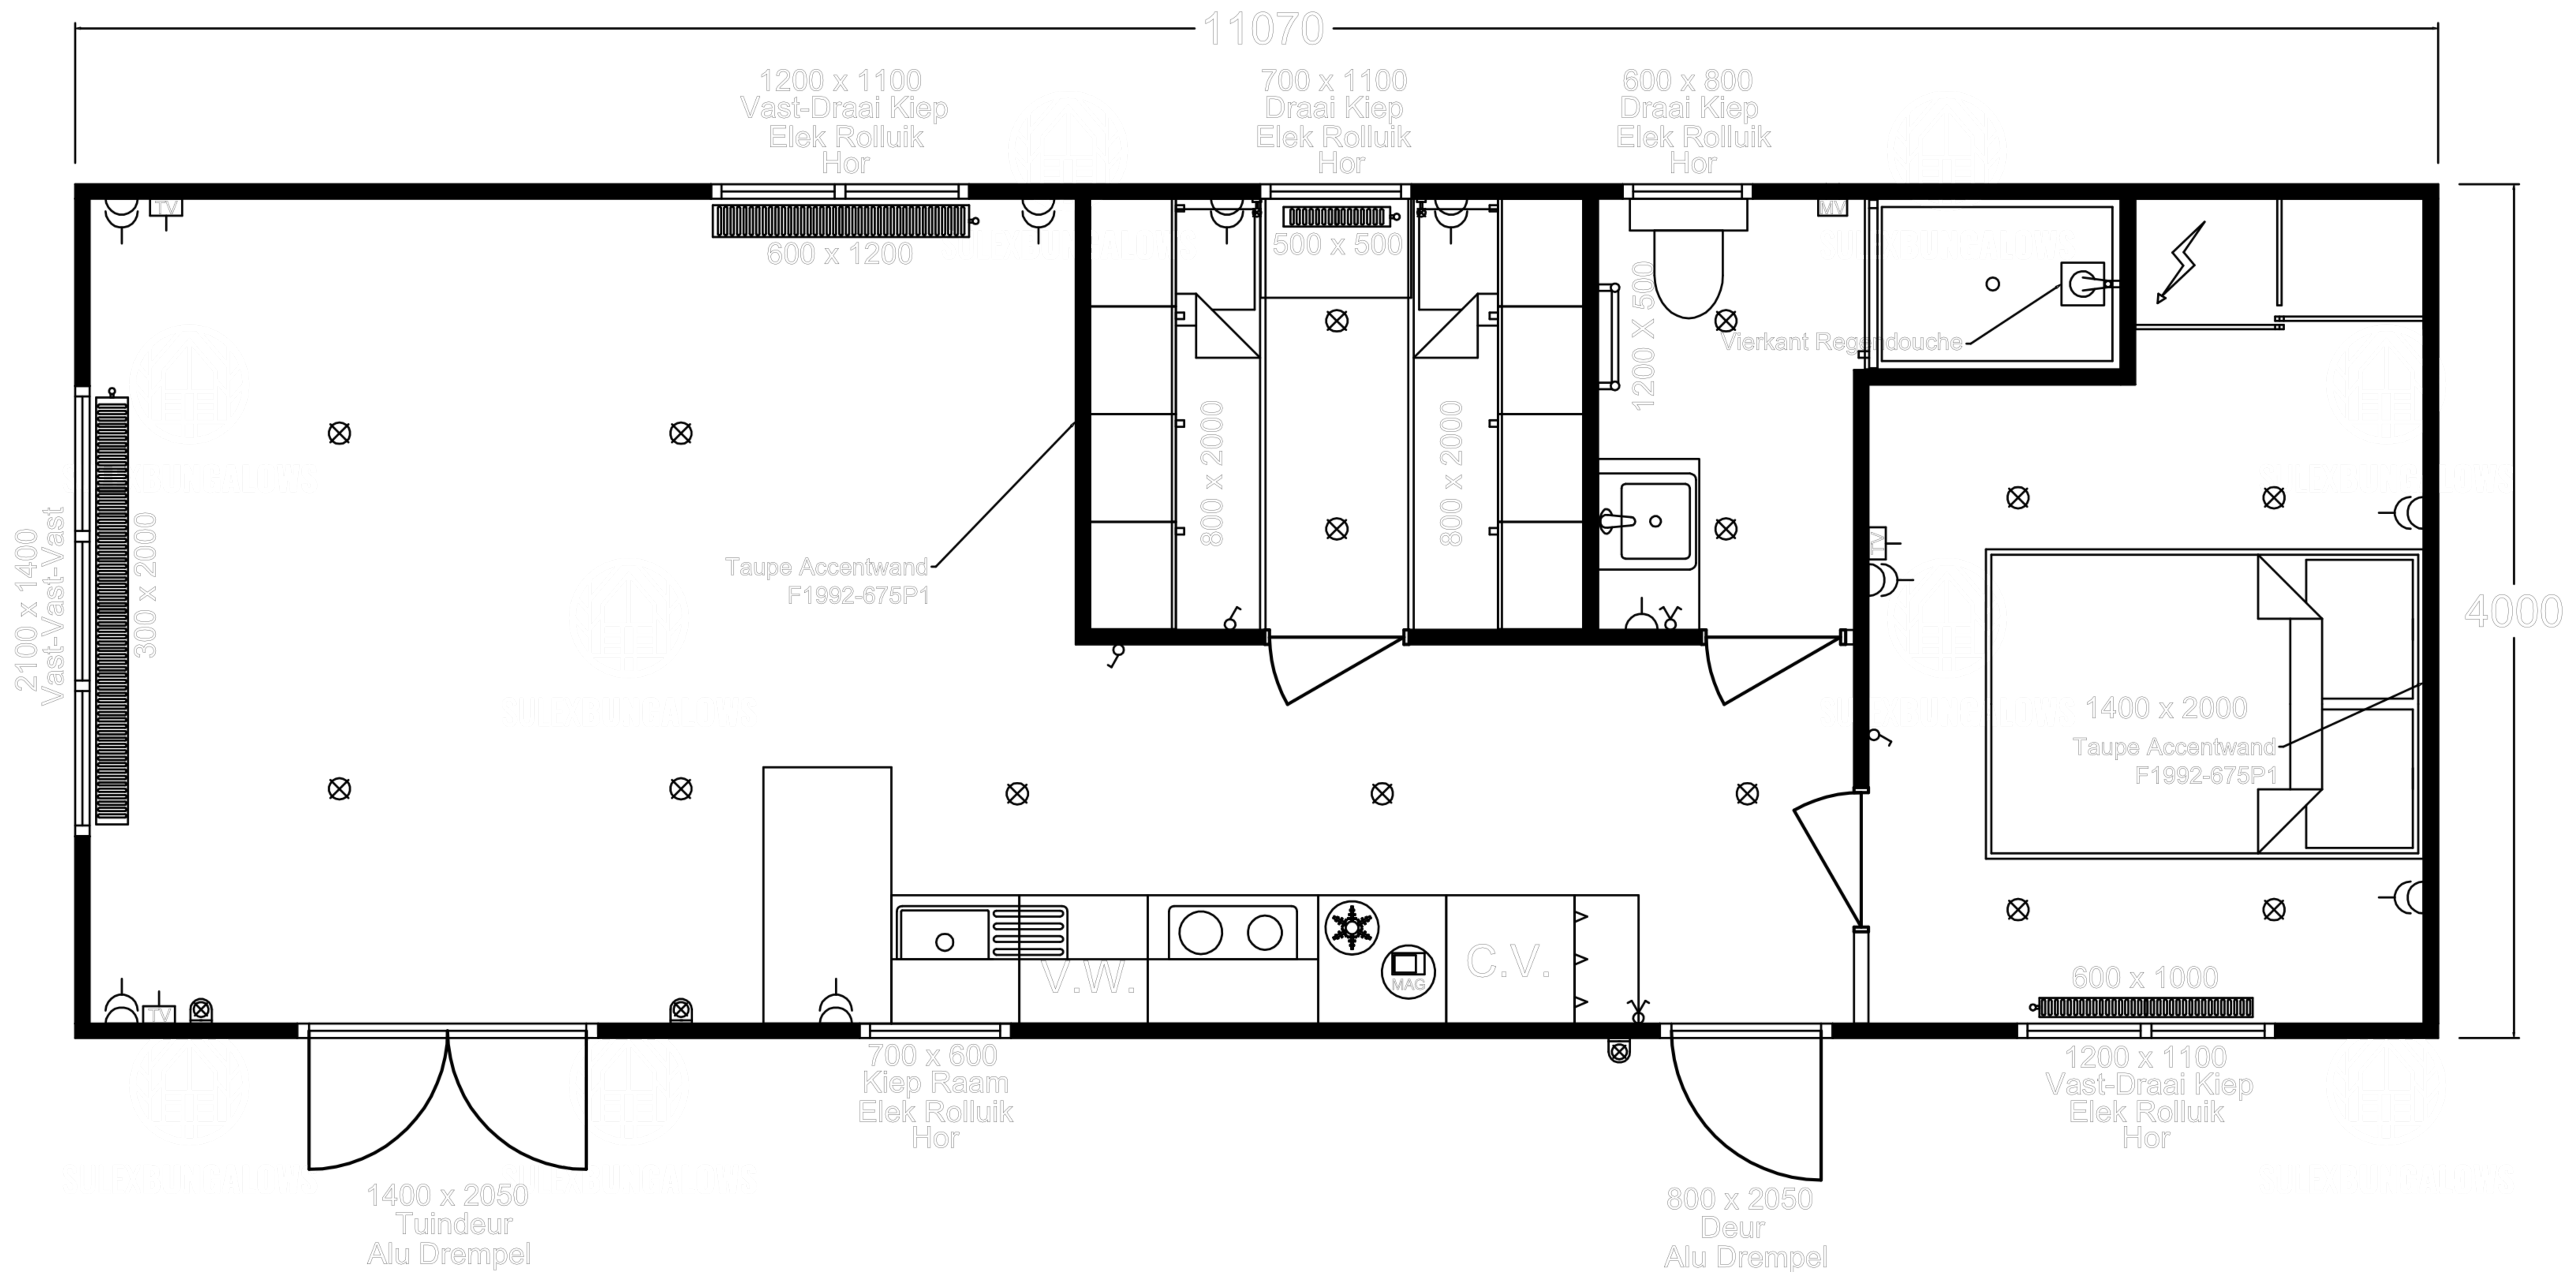 11070
1200 x 1100
Vast-Draai Kiep
Elek Rolluik
Hor
700 x 1100
Draai Kiep
Elek Rolluik
Hor
600 x 800
Draai Kiep
Elek Rolluik
Hor
TV
600 x 1200
500 x 500
MV
1200 X 500
Vierkant Regendouche
2100 x 1400
Vast-Vast-Vast
300 x 2000
Taupe Accentwand
F1992-675P1
800 x 2000
800 x 2000
TV
4000
1400 x 2000
Taupe Accentwand
F1992-675P1
V.W.
MAG
C.V.
600 x 1000
TV
700 x 600
Kiep Raam
Elek Rolluik
Hor
1200 x 1100
Vast-Draai Kiep
Elek Rolluik
Hor
1400 x 2050
Tuindeur
Alu Drempel
800 x 2050
Deur
Alu Drempel